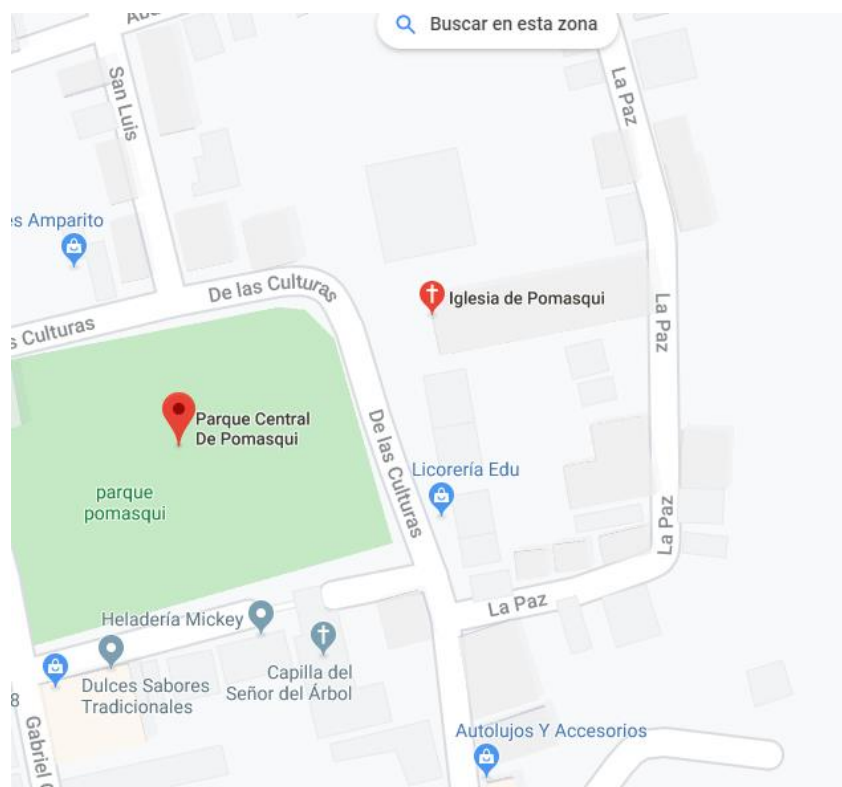 Buscar en esta zona
San Luis
La Paz
es Amparito
De las Culturas
Iglesia de Pomasqui
s Culturas
La Paz
Parque Central
De Pomasqui
De las Culturas
Licorería Edu
parque
pomasqui
La Paz
La Paz
Heladería Mickey
Capilla del
Señor del Árbol
Dulces Sabores
Tradicionales
8
Gabriel
Autolujos Y Accesorios